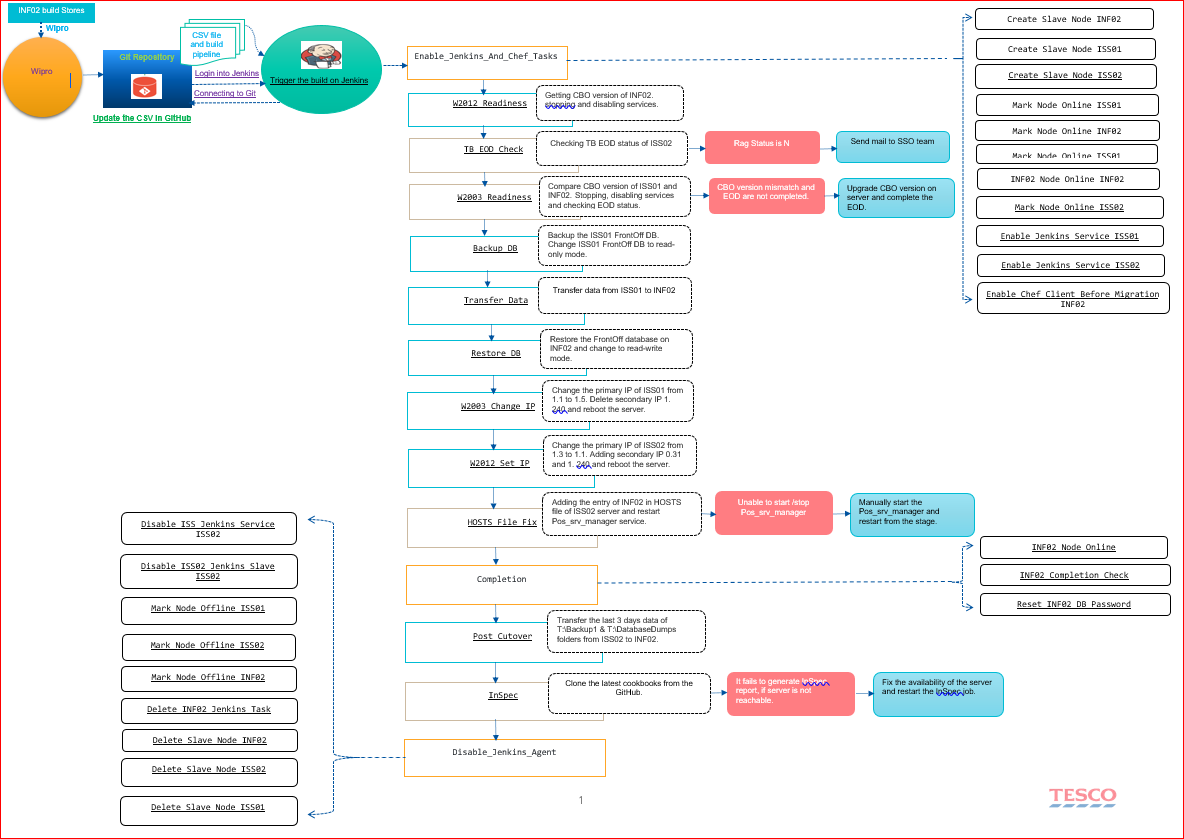 INF02 build Stores
Wipro
Wipro
Git Repository
CSV file
and build
pipeline
Login into Jenkins
Connecting to Git
Update the CSV in GitHub
Trigger the build on Jenkins
Enable_Jenkins_And_Chef_Tasks
W2012 Readiness
Getting CBO version of INF02.
stopping and disabling services.
TB EOD Check
Checking TB EOD status of ISS02
Rag Status is N
Send mail to SSO team
W2003 Readiness
Compare CBO version of ISS01 and
INF02. Stopping, disabling services
and checking EOD status.
CBO version mismatch and
EOD are not completed.
Upgrade CBO version on
server and complete the
EOD.
Backup DB
Backup the ISS01 FrontOff DB.
Change ISS01 FrontOff DB to read-
only mode.
Transfer Data
Transfer data from ISS01 to INF02
Restore DB
Restore the FrontOff database on
INF02 and change to read-write
mode.
W2003 Change IP
Change the primary IP of ISS01 from
1.1 to 1.5. Delete secondary IP 1.
240 and reboot the server.
W2012 Set IP
Change the primary IP of ISS02 from
1.3 to 1.1. Adding secondary IP 0.31
and 1. 240 and reboot the server.
HOSTS File Fix
Adding the entry of INF02 in HOSTS
file of ISS02 server and restart
Pos_srv_manager service.
Unable to start /stop
Pos_srv_manager
Manually start the
Pos_srv_manager and
restart from the stage.
Completion
Post Cutover
Transfer the last 3 days data of
T:\Backup1 & T:\DatabaseDumps
folders from ISS02 to INF02.
InSpec
Clone the latest cookbooks from the
GitHub.
It fails to generate InSpec
report, if server is not
reachable.
Fix the availability of the server
and restart the InSpec job.
Disable_Jenkins_Agent
Create Slave Node INF02
Create Slave Node ISS01
Create Slave Node ISS02
Mark Node Online ISS01
Mark Node Online INF02
Mark Node Online ISS01
INF02 Node Online INF02
Mark Node Online ISS02
Enable Jenkins Service ISS01
Enable Jenkins Service ISS02
Enable Chef Client Before Migration
INF02
INF02 Node Online
INF02 Completion Check
Reset INF02 DB Password
Disable ISS Jenkins Service
ISS02
Disable ISS02 Jenkins Slave
ISS02
Mark Node Offline ISS01
Mark Node Offline ISS02
Mark Node Offline INF02
Delete INF02 Jenkins Task
Delete Slave Node INF02
Delete Slave Node ISS02
Delete Slave Node ISS01
1
TESCO